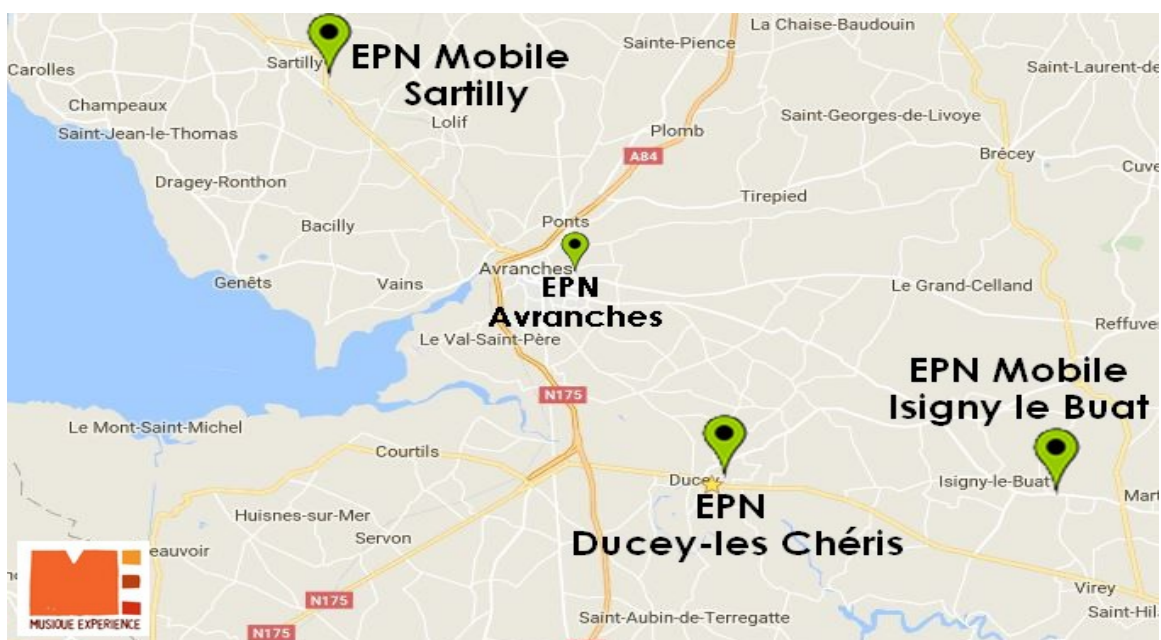 La Chaise-Baudouin
Sainte-Pience
Sartilly
EPN Mobile
Sartilly
Carolles
Saint-Laurent-de
Champeaux
Lolif
Saint-Georges-de-Livoye
Saint-Jean-le-Thomas
Plomb
A84
Brécey
Cuve
Dragey-Ronthon
Tirepied
Bacilly
Ponts
Avranches
Genêts
Vains
EPN
Avranches
Le Grand-Celland
Reffuve
Le Val-Saint-Père
EPN Mobile
Isigny le Buat
N175
Le Mont-Saint-Michel
Courtils
Ducey
Isigny-le-Buat
Mart
EPN
Ducey-les Chéris
Huisnes-sur-Mer
Servon
eauvoir
Virey
N175
Saint-Aubin-de-Terregatte
Saint-Hil
N175
MUSIQUE EXPERIENCE